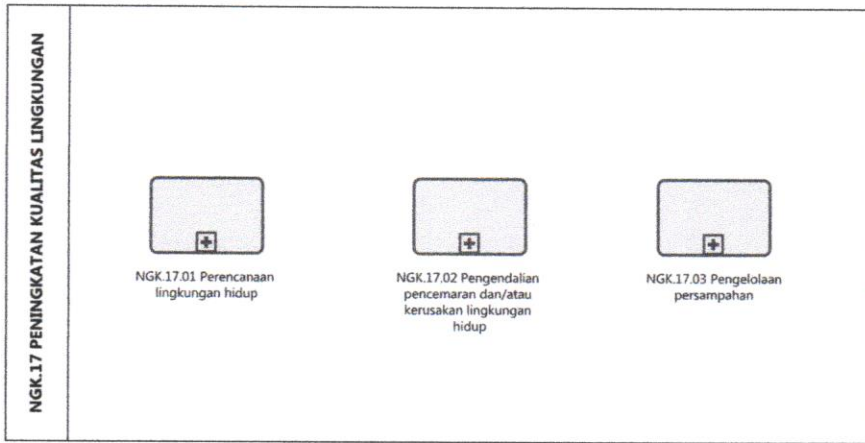 NGK.17 PENINGKATAN KUALITAS LINGKUNGAN
NGK.17.01 Perencanaan
lingkungan hidup
NGK.17.02 Pengendalian
pencemaran dan/atau
kerusakan lingkungan
hidup
NGK.17.03 Pengelolaan
persampahan